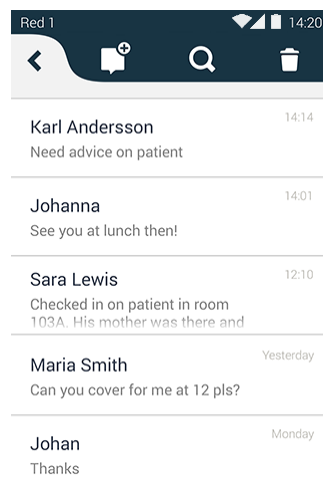 Red 1 14:20
14:14
Karl Andersson
Need advice on patient
14:01
Johanna
See you at lunch then!
12:10
Sara Lewis
Checked in on patient in room
103A. His mother was there and
Yesterday
Maria Smith
Can you cover for me at 12 pls?
Monday
Johan
Thanks